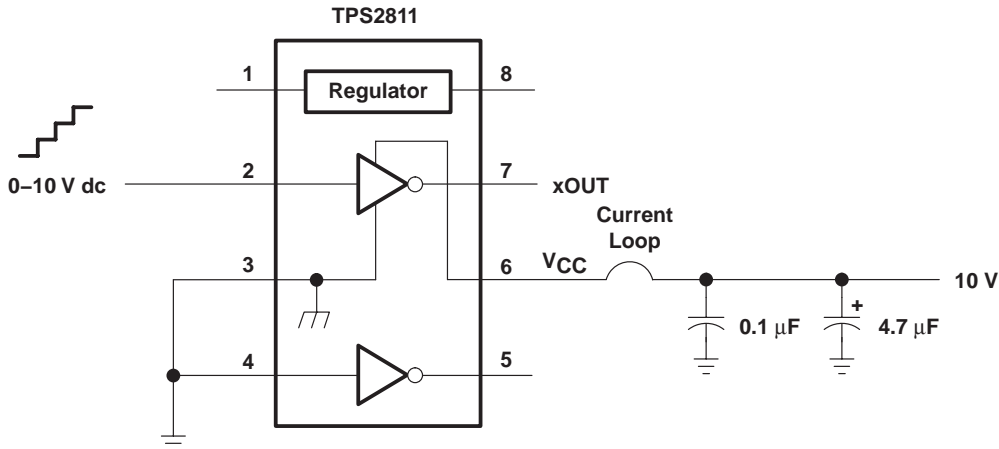 TPS2811
1
Regulator
8
0–10 V dc
2
7
xOUT
Current
Loop
3
6
VCC
10 V
+
0.1 μF
4.7 μF
4
5